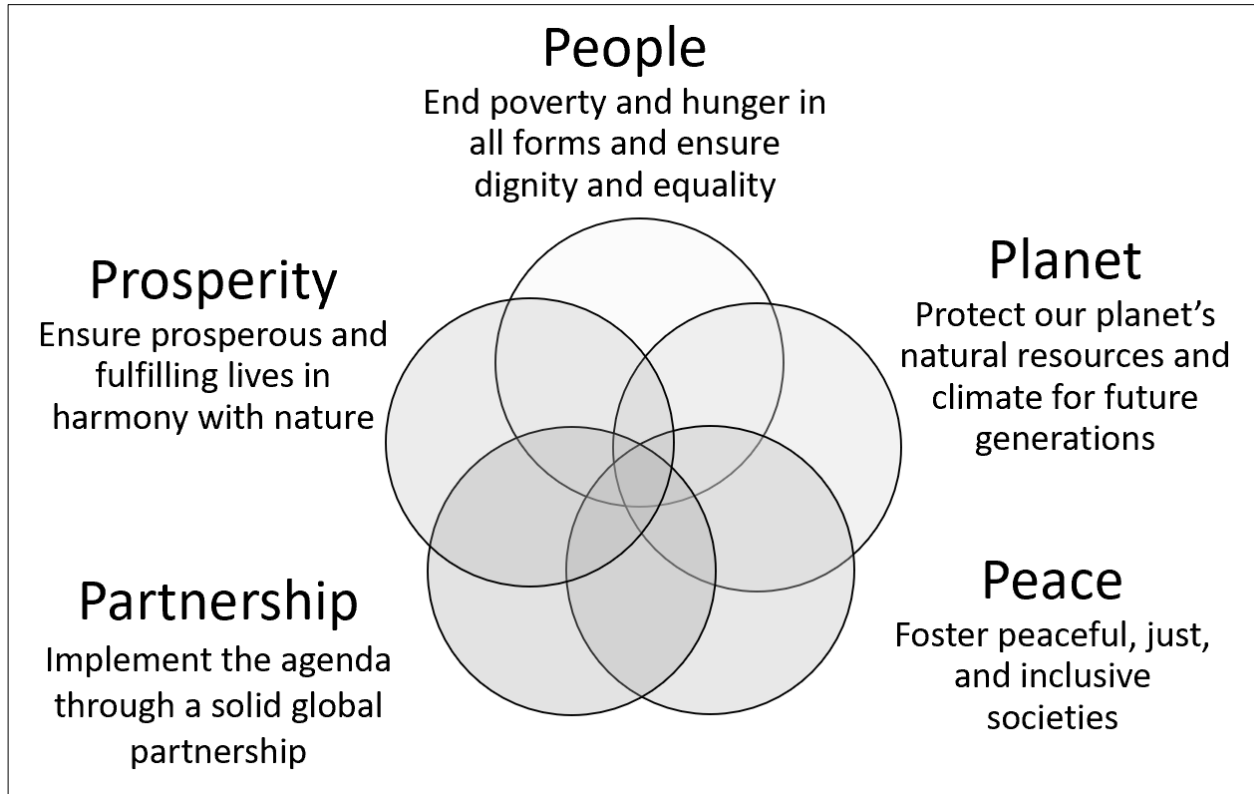 People
End poverty and hunger in
all forms and ensure
dignity and equality
Prosperity
Ensure prosperous and
fulfilling lives in
harmony with nature
Planet
Protect our planet’s
natural resources and
climate for future
generations
Partnership
Implement the agenda
through a solid global
partnership
Peace
Foster peaceful, just,
and inclusive
societies